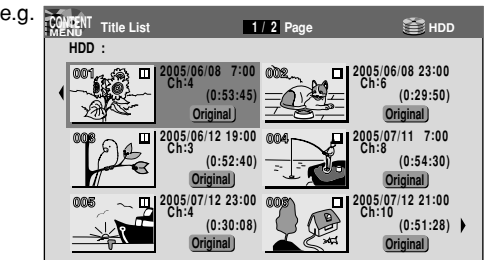 e.g.
CONTENT MENU Title List 1 / 2 Page HDD
HDD :
001 2005/06/08 7:00 Ch:4 (0:53:45) Original
002 2005/06/08 23:00 Ch:6 (0:29:50) Original
003 2005/06/12 19:00 Ch:3 (0:52:40) Original
004 2005/07/11 7:00 Ch:8 (0:54:30) Original
005 2005/07/12 23:00 Ch:4 (0:30:08) Original
006 2005/07/12 21:00 Ch:10 (0:51:28) Original